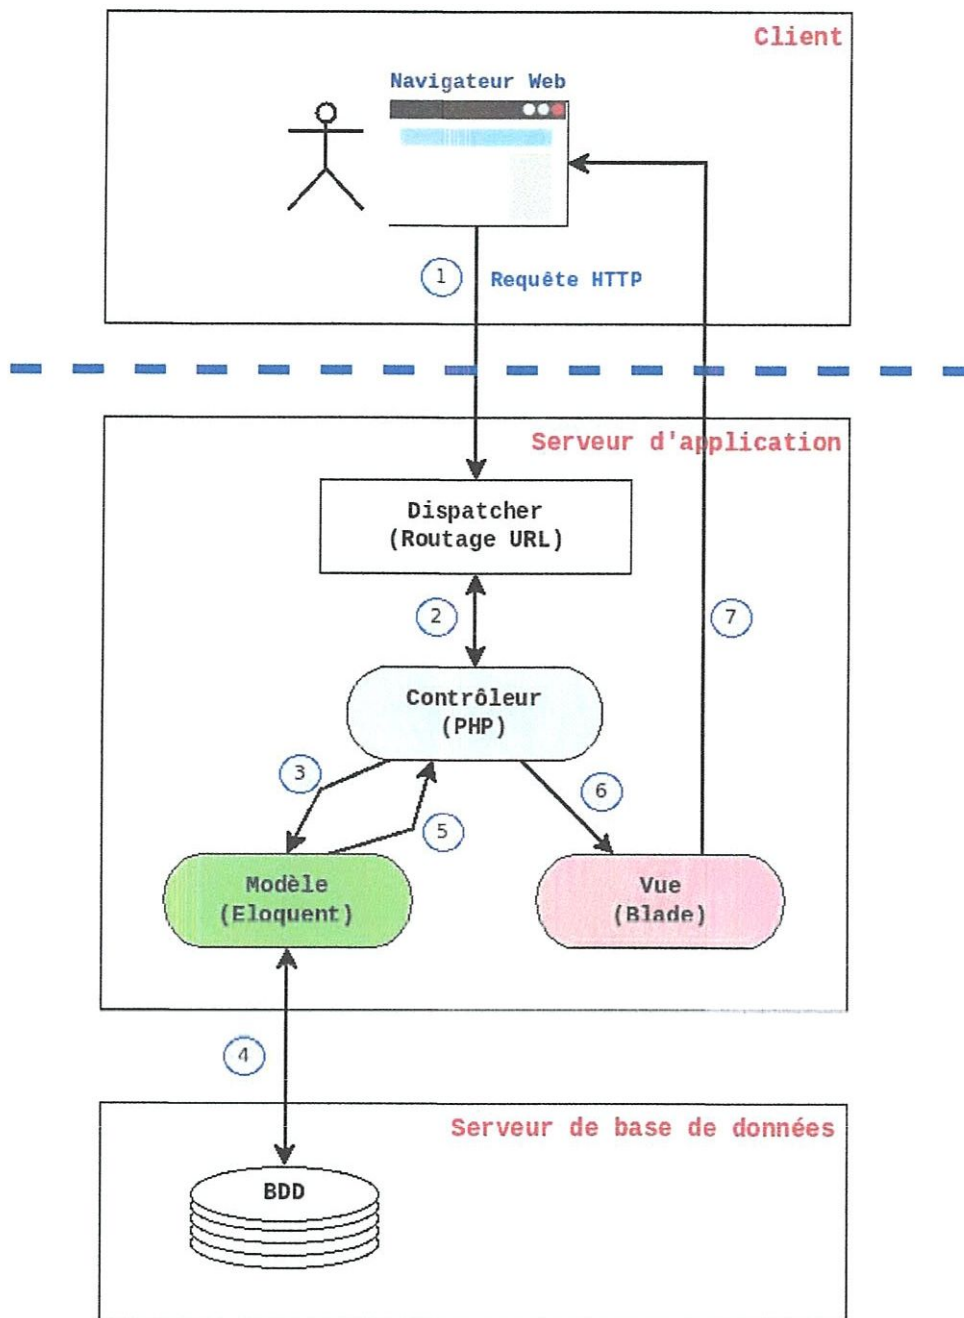 Client
Navigateur Web
1
Requête HTTP
Serveur d'application
Dispatcher
(Routage URL)
2
7
Contrôleur
(PHP)
3
6
5
Modèle
(Eloquent)
Vue
(Blade)
4
Serveur de base de données
BDD